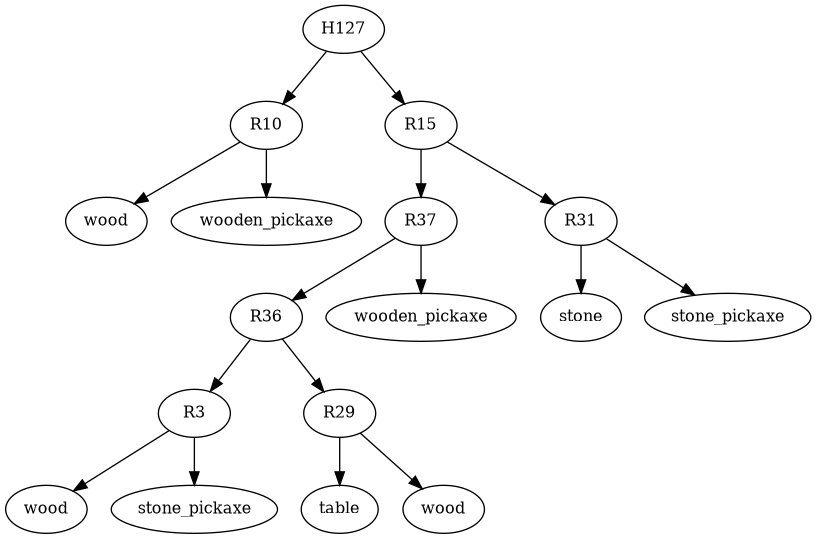 H127
R10
R15
wood
wooden_pickaxe
R37
R31
R36
wooden_pickaxe
stone
stone_pickaxe
R3
R29
wood
stone_pickaxe
table
wood